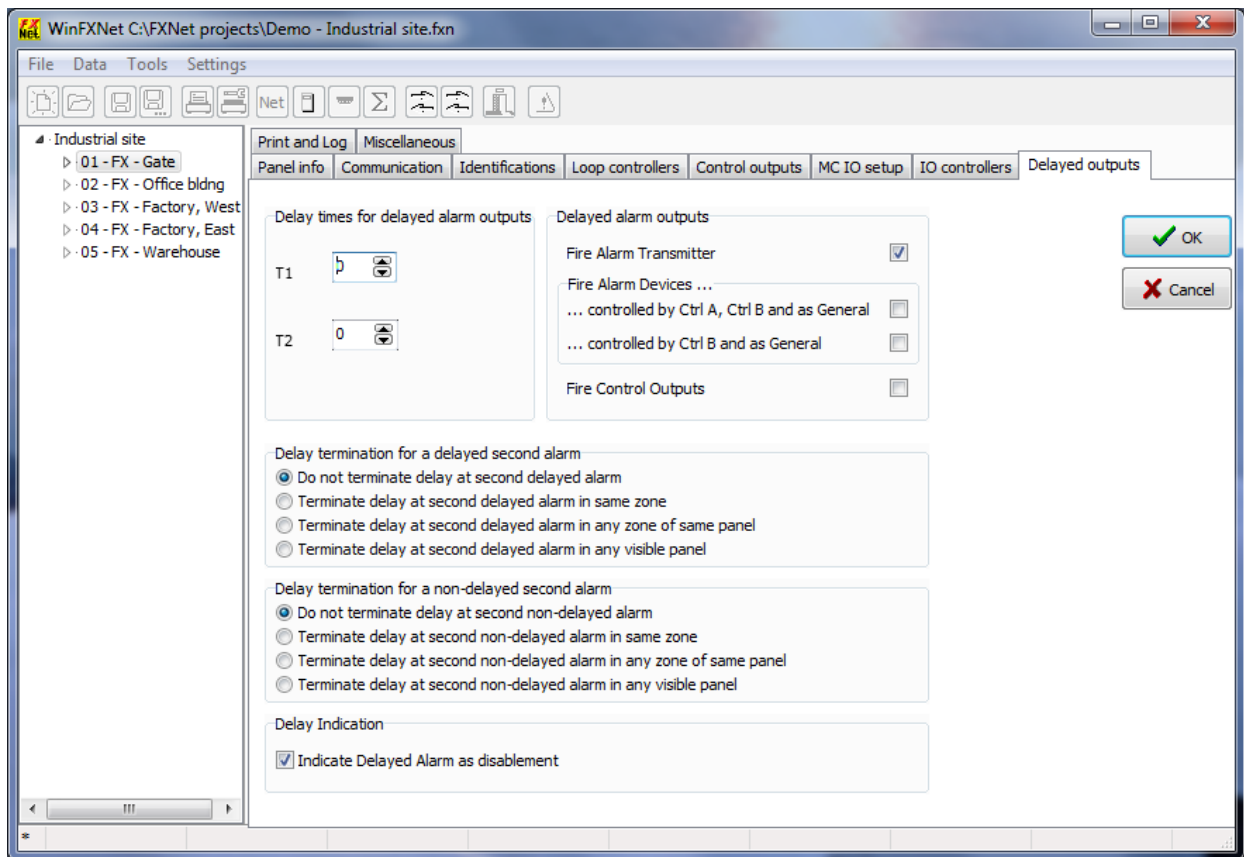 WinFXNet C:\FXNet projects\Demo - Industrial site.fxn
File Data Tools Settings
Net Σ
Industrial site
01 - FX - Gate
02 - FX - Office bldng
03 - FX - Factory, West
04 - FX - Factory, East
05 - FX - Warehouse
Print and Log Miscellaneous
Panel info Communication Identifications Loop controllers Control outputs MC IO setup IO controllers Delayed outputs
Delay times for delayed alarm outputs
T1
T2 0
Delayed alarm outputs
Fire Alarm Transmitter
Fire Alarm Devices ...
... controlled by Ctrl A, Ctrl B and as General
... controlled by Ctrl B and as General
Fire Control Outputs
OK
Cancel
Delay termination for a delayed second alarm
Do not terminate delay at second delayed alarm
Terminate delay at second delayed alarm in same zone
Terminate delay at second delayed alarm in any zone of same panel
Terminate delay at second delayed alarm in any visible panel
Delay termination for a non-delayed second alarm
Do not terminate delay at second non-delayed alarm
Terminate delay at second non-delayed alarm in same zone
Terminate delay at second non-delayed alarm in any zone of same panel
Terminate delay at second non-delayed alarm in any visible panel
Delay Indication
Indicate Delayed Alarm as disablement
*